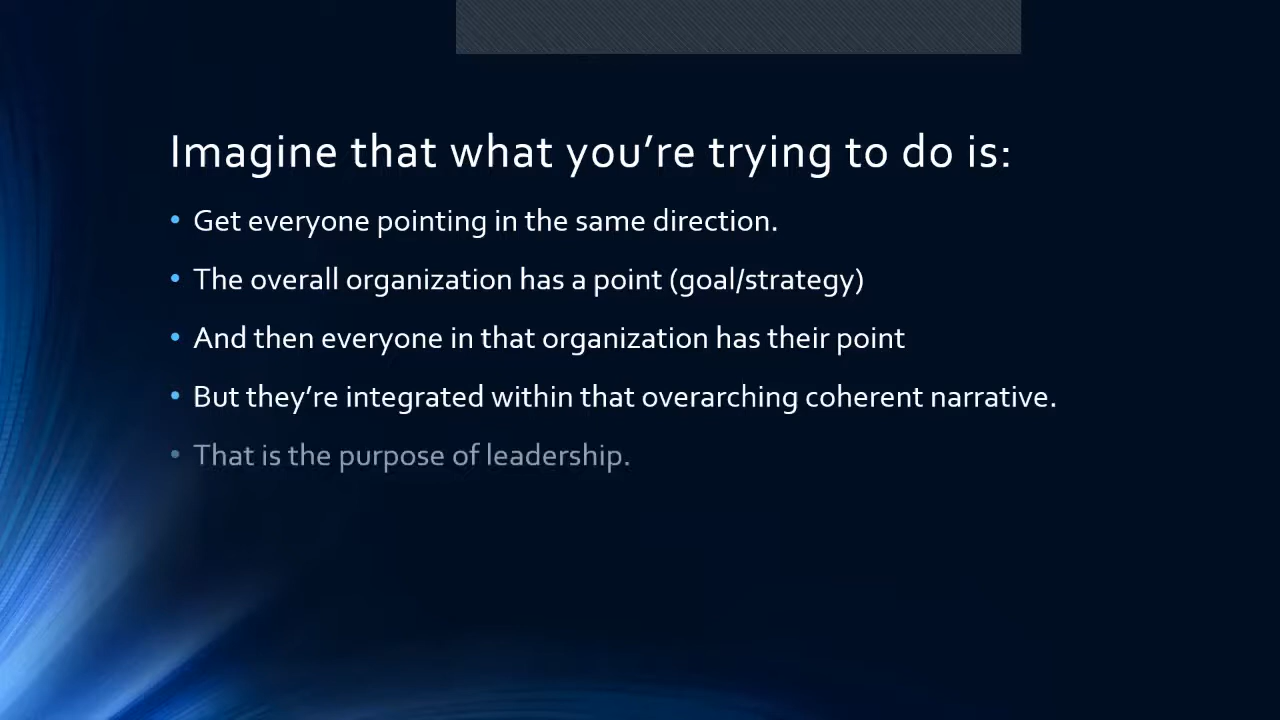 Imagine that what you’re trying to do is:
• Get everyone pointing in the same direction.
• The overall organization has a point (goal/strategy)
• And then everyone in that organization has their point
• But they’re integrated within that overarching coherent narrative.
• That is the purpose of leadership.